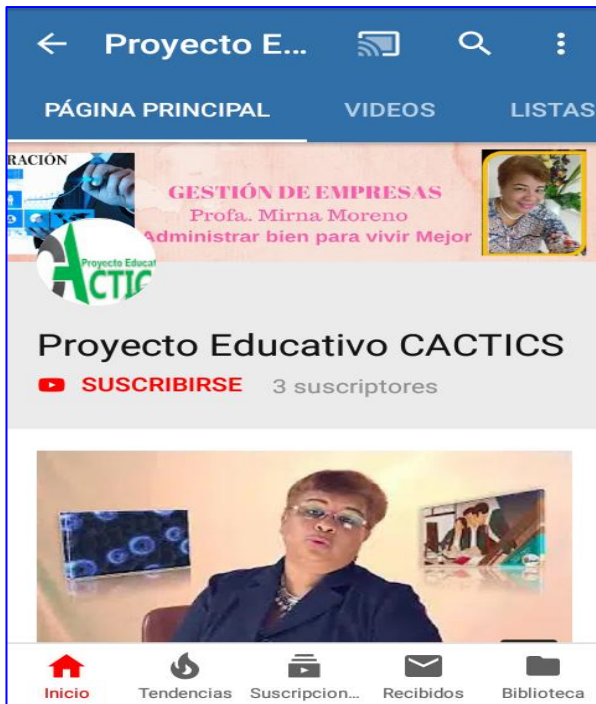 Proyecto E...
PÁGINA PRINCIPAL VIDEOS LISTAS
RACIÓN
GESTIÓN DE EMPRESAS
Profa. Mirna Moreno
Administrar bien para vivir Mejor
Proyecto Educat
ACTIC
Proyecto Educativo CACTICS
SUSCRIBIRSE 3 suscriptores
Inicio Tendencias Suscripcion... Recibidos Biblioteca